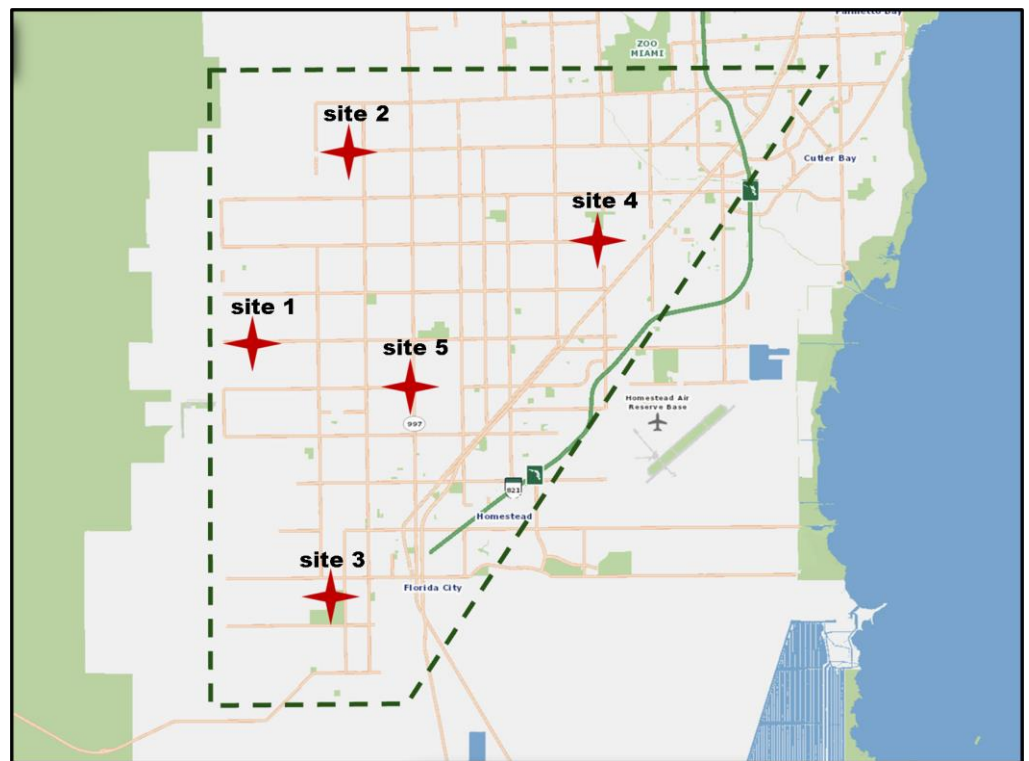 Palmetto Bay
ZOO
MIAMI
site 2
Cutler Bay
site 4
site 1
site 5
Homestead Air
Reserve Base
997
821
Homestead
site 3
Florida City